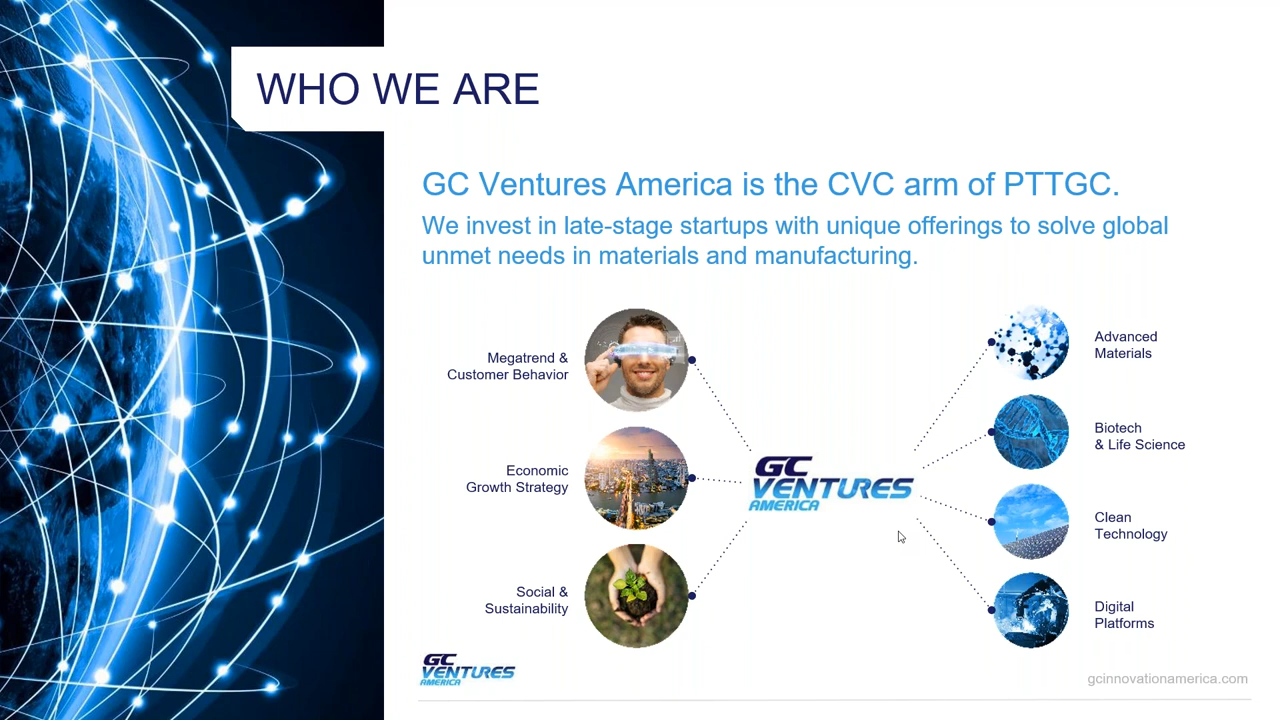 WHO WE ARE
GC Ventures America is the CVC arm of PTTGC.
We invest in late-stage startups with unique offerings to solve global
unmet needs in materials and manufacturing.
Megatrend &
Customer Behavior
Economic
Growth Strategy
Social &
Sustainability
GC
VENTURES
AMERICA
Advanced
Materials
Biotech
& Life Science
Clean
Technology
Digital
Platforms
GC
VENTURES
AMERICA
gcinnovationamerica.com